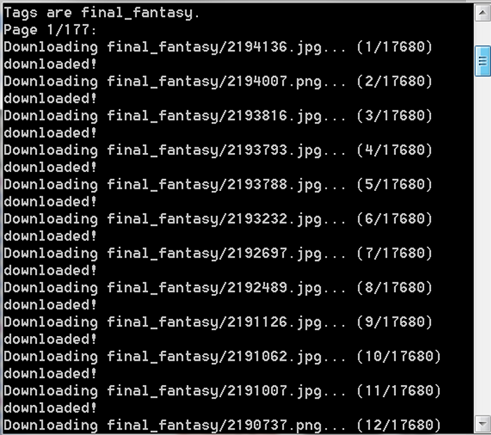 Tags are final_fantasy.
Page 1/177:
Downloading final_fantasy/2194136.jpg... (1/17680)
downloaded!
Downloading final_fantasy/2194007.png... (2/17680)
downloaded!
Downloading final_fantasy/2193816.jpg... (3/17680)
downloaded!
Downloading final_fantasy/2193793.jpg... (4/17680)
downloaded!
Downloading final_fantasy/2193788.jpg... (5/17680)
downloaded!
Downloading final_fantasy/2193232.jpg... (6/17680)
downloaded!
Downloading final_fantasy/2192697.jpg... (7/17680)
downloaded!
Downloading final_fantasy/2192489.jpg... (8/17680)
downloaded!
Downloading final_fantasy/2191126.jpg... (9/17680)
downloaded!
Downloading final_fantasy/2191062.jpg... (10/17680)
downloaded!
Downloading final_fantasy/2191007.jpg... (11/17680)
downloaded!
Downloading final_fantasy/2190737.png... (12/17680)